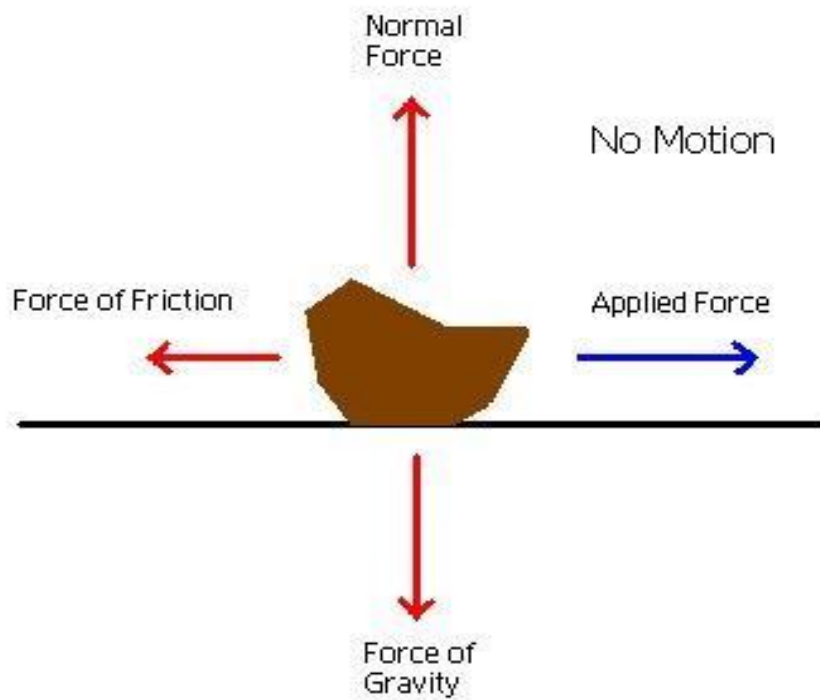 Normal
Force
No Motion
Force of Friction
Applied Force
Force of
Gravity